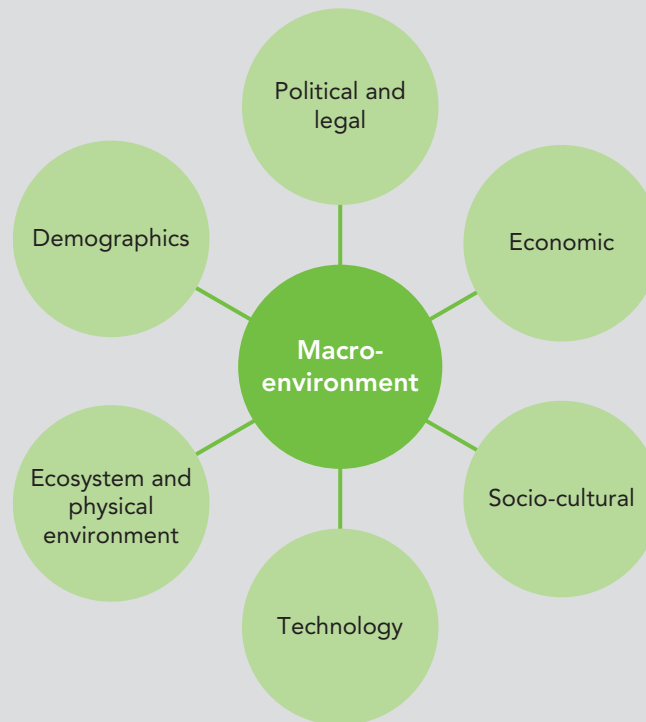 Political and
legal
Demographics
Economic
Macro-
environment
Ecosystem and
physical
environment
Socio-cultural
Technology